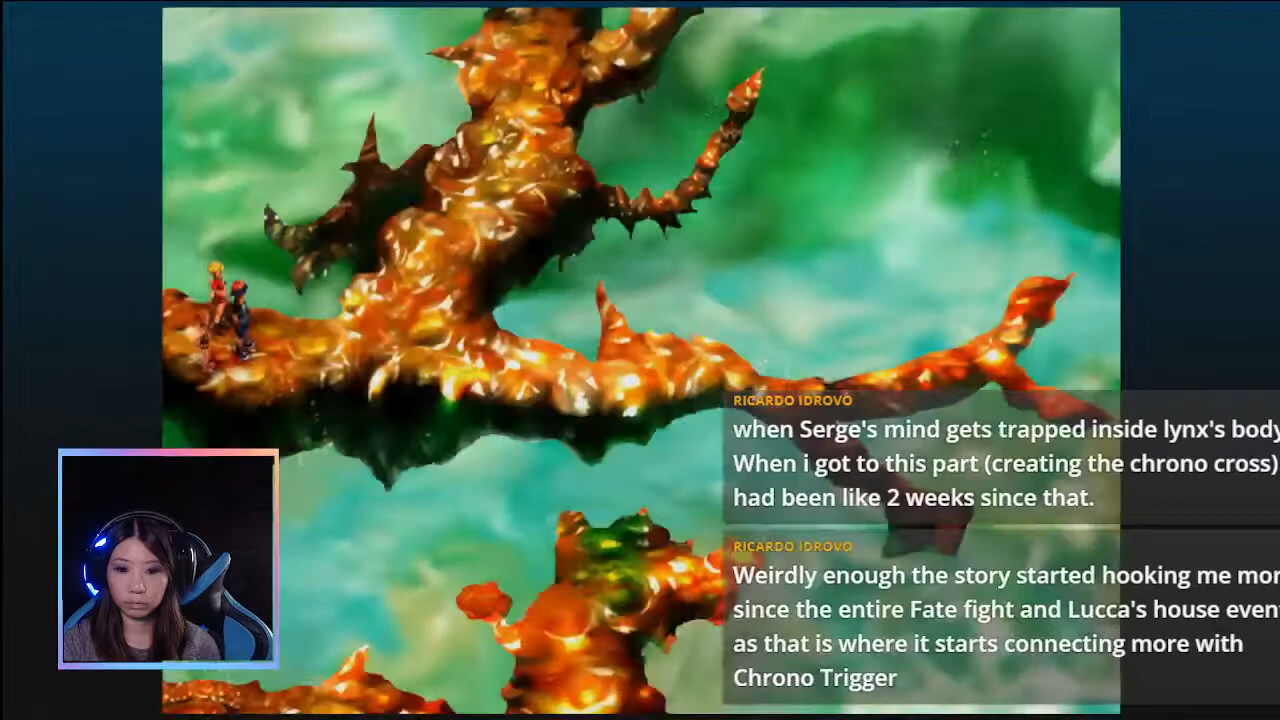 RICARDO IDROVO
when Serge's mind gets trapped inside lynx's body
When i got to this part (creating the chrono cross)
had been like 2 weeks since that.
RICARDO IDROVO
Weirdly enough the story started hooking me
since the entire Fate fight and Lucca's house
as that is where it starts connecting more with
Chrono Trigger